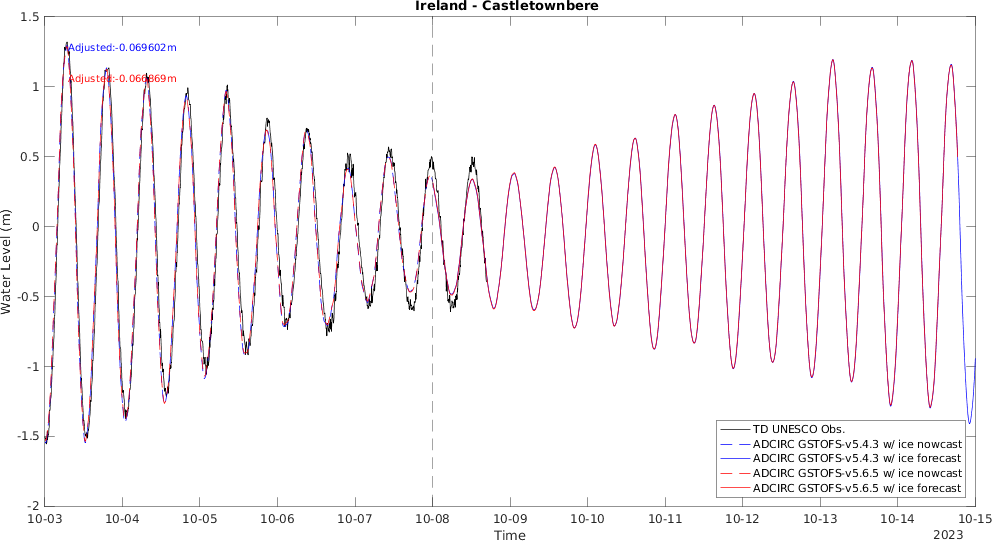 Ireland - Castletownbere
1.5
Adjusted:-0.069602m
Adjusted:-0.066869m
1
0.5
0
-0.5
-1
-1.5
-2
Water Level (m)
TD UNESCO Obs.
ADCIRC GSTOFS-v5.4.3 w/ ice nowcast
ADCIRC GSTOFS-v5.4.3 w/ ice forecast
ADCIRC GSTOFS-v5.6.5 w/ ice nowcast
ADCIRC GSTOFS-v5.6.5 w/ ice forecast
10-03 10-04 10-05 10-06 10-07 10-08 10-09 10-10 10-11 10-12 10-13 10-14 10-15
Time
2023